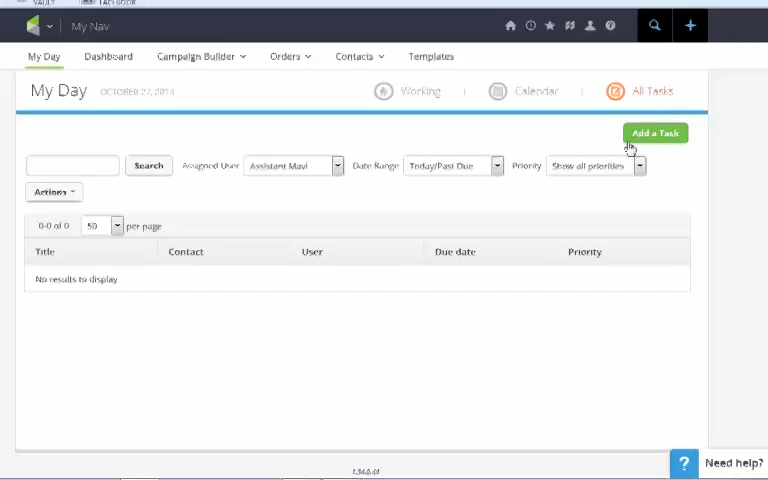 VAULT FACEBOOK
My Nav
My Day Dashboard Campaign Builder Orders Contacts Templates
My Day OCTOBER 27, 2014 Working Calendar All Tasks
Add a Task
Search Assigned User Assistant Mavi Date Range Today/Past Due Priority Show all priorities
Actions
0-0 of 0 50 per page
Title Contact User Due date Priority
No results to display
? Need help?